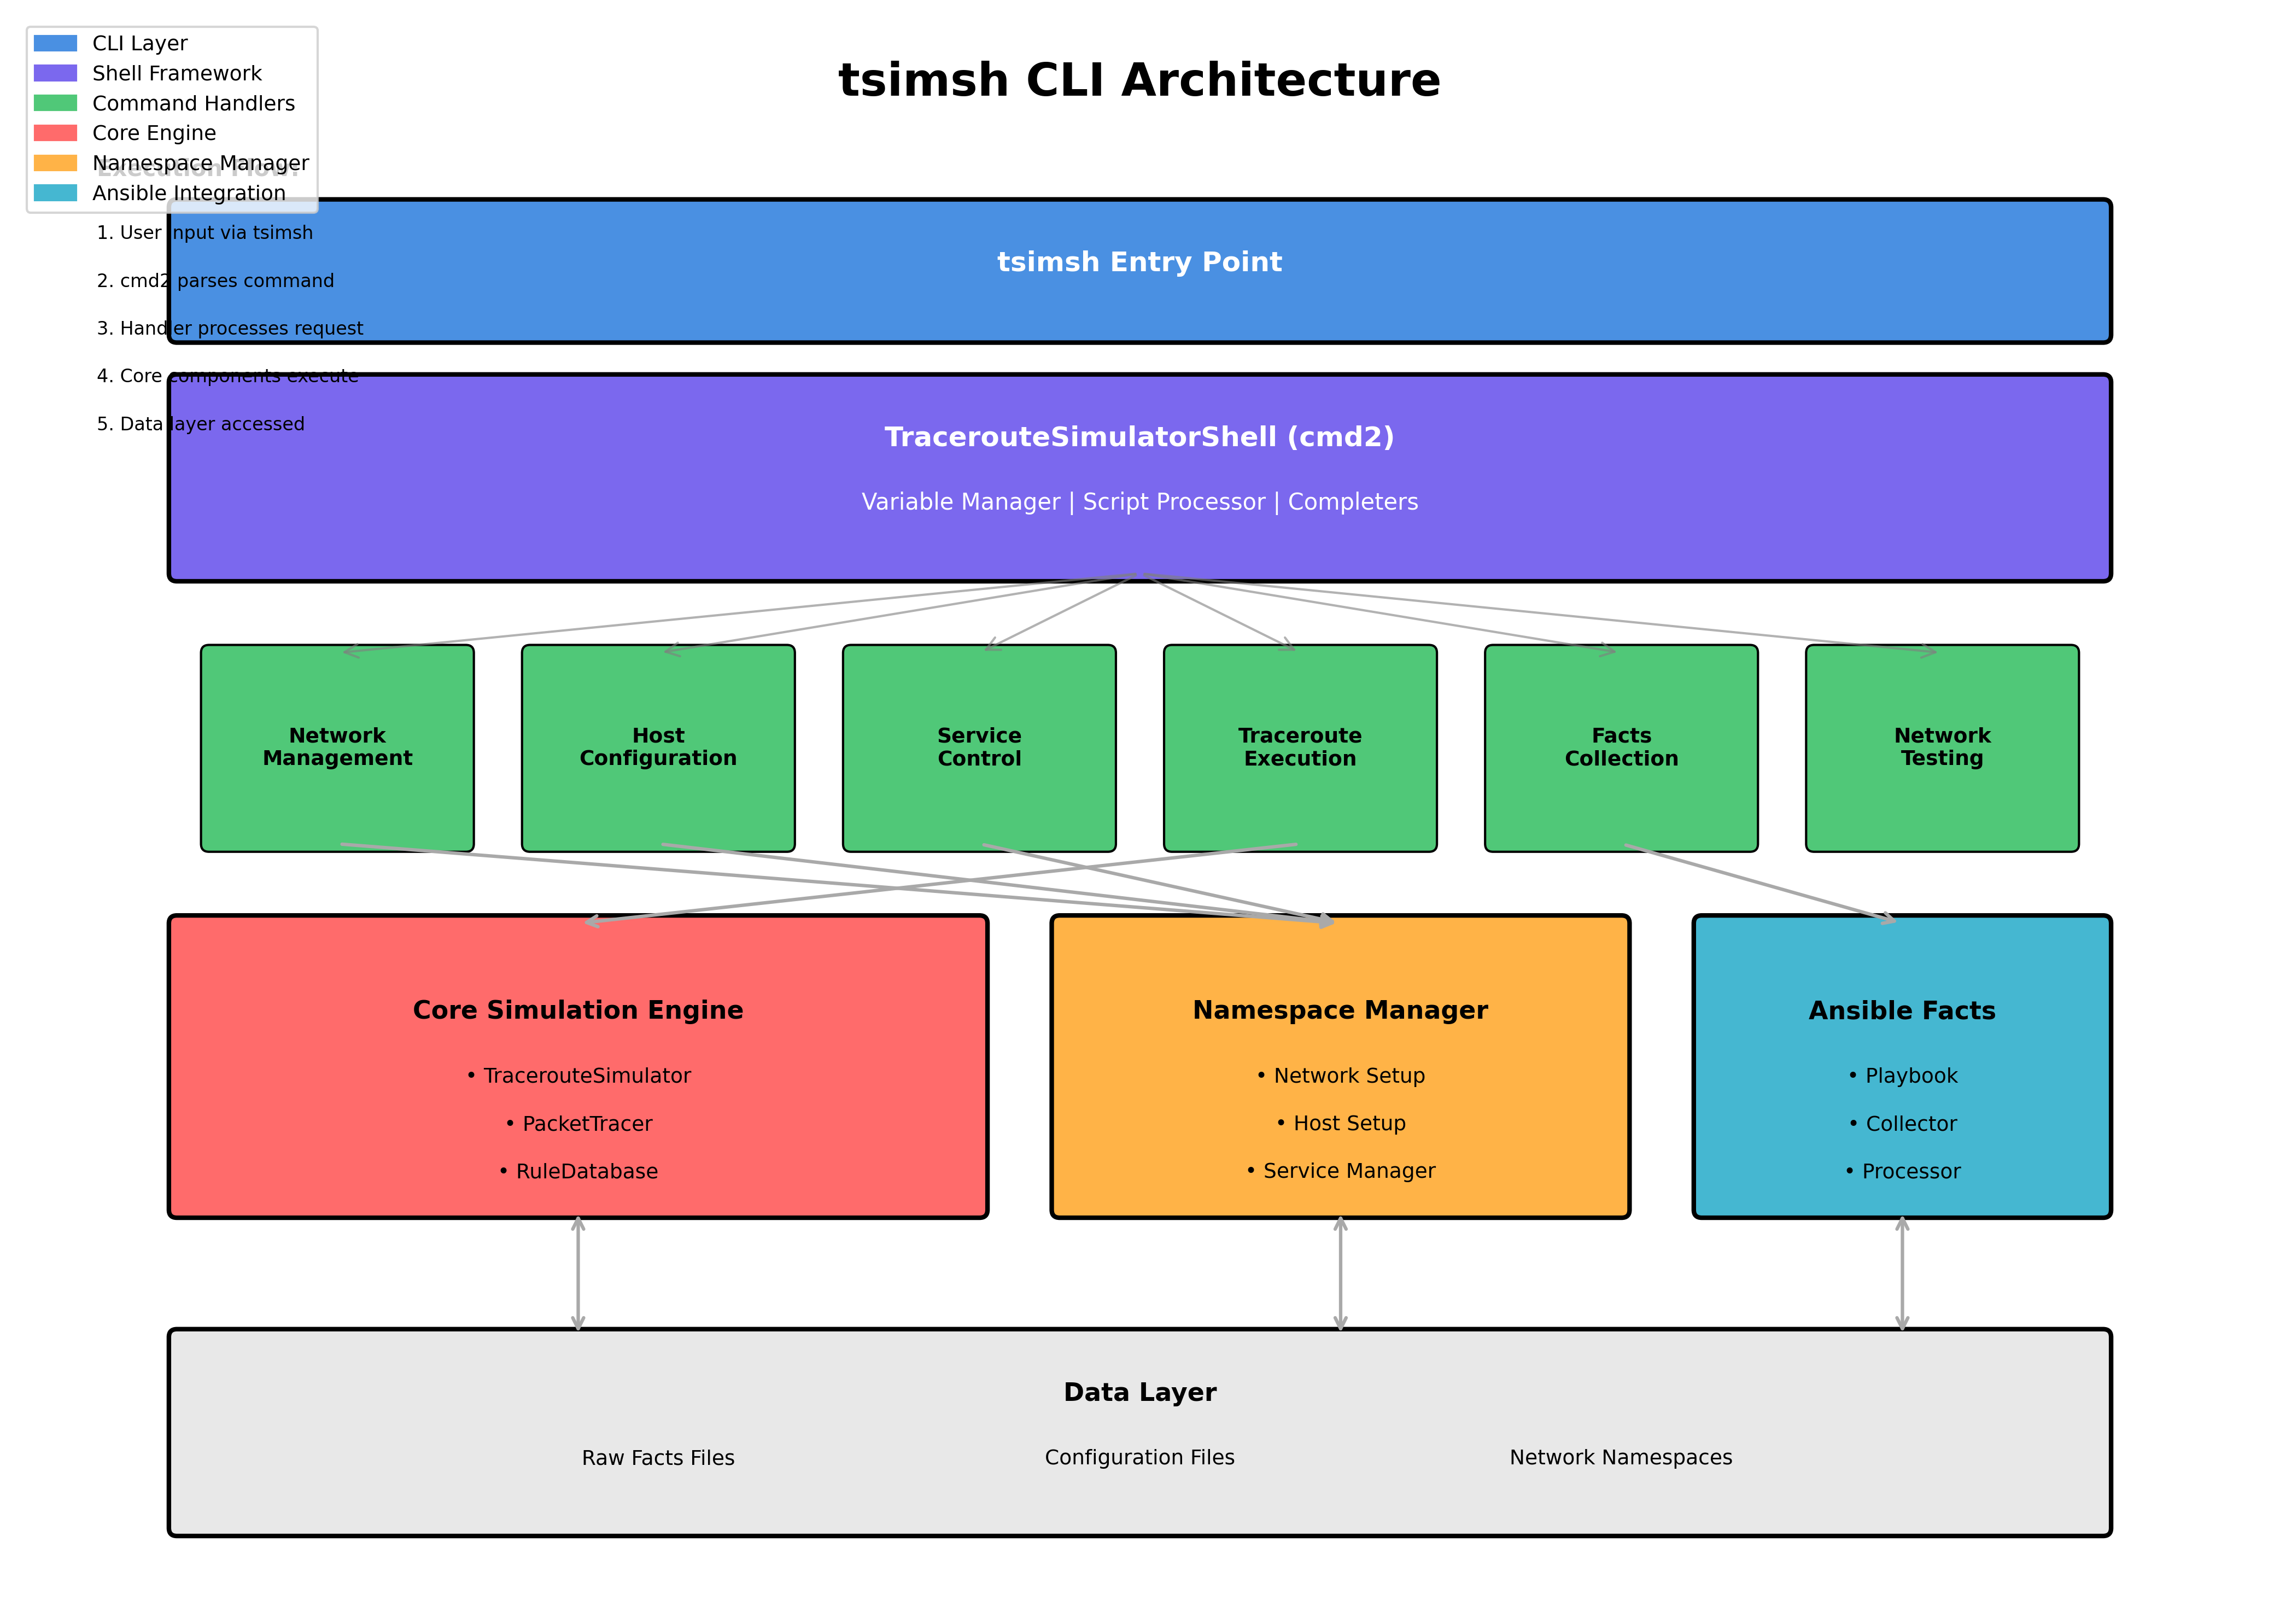 tsimsh CLI Architecture
CLI Layer
Shell Framework
Command Handlers
Core Engine
Namespace Manager
Ansible Integration
Execution Flow:
1. User input via tsimsh
2. cmd2 parses command
3. Handler processes request
4. Core components execute
5. Data layer accessed
tsimsh Entry Point
TracerouteSimulatorShell (cmd2)
Variable Manager | Script Processor | Completers
Network
Management
Host
Configuration
Service
Control
Traceroute
Execution
Facts
Collection
Network
Testing
Core Simulation Engine
• TracerouteSimulator
• PacketTracer
• RuleDatabase
Namespace Manager
• Network Setup
• Host Setup
• Service Manager
Ansible Facts
• Playbook
• Collector
• Processor
Data Layer
Raw Facts Files
Configuration Files
Network Namespaces